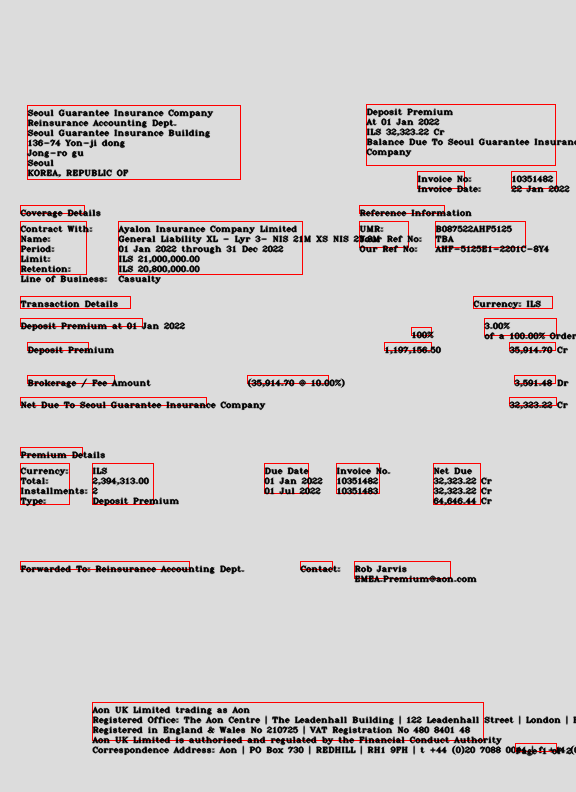 Seoul Guarantee Insurance Company
Reinsurance Accounting Dept.
Seoul Guarantee Insurance Building
136-74 Yon-ji dong
Jong-ro gu
Seoul
KOREA, REPUBLIC OF
Deposit Premium
At 01 Jan 2022
ILS 32,323.22 Cr
Balance Due To Seoul Guarantee Insurance
Company
Invoice No: 10351482
Invoice Date: 22 Jan 2022
Coverage Details
Contract With: Ayalon Insurance Company Limited
Name: General Liability XL - Lyr 3- NIS 21M XS NIS
Period: 01 Jan 2022 through 31 Dec 2022
Limit: ILS 21,000,000.00
Retention: ILS 20,800,000.00
Line of Business: Casualty
Reference Information
UMR: B087522AHF5125
Your Ref No: TBA
Our Ref No: AHF-5125E1-2201C-8Y4
Transaction Details Currency: ILS
Deposit Premium at 01 Jan 2022 100% 3.00%
of a 100.00% Order
Deposit Premium 1,197,156.50 35,914.70 Cr
Brokerage / Fee Amount (35,914.70 @ 10.00%) 3,591.48 Dr
Net Due To Seoul Guarantee Insurance Company 32,323.22 Cr
Premium Details
Currency: ILS Due Date Invoice No. Net Due
Total: 2,394,313.00 01 Jan 2022 10351482 32,323.22 Cr
Installments: 2 01 Jul 2022 10351483 32,323.22 Cr
Type: Deposit Premium 64,646.44 Cr
Forwarded To: Reinsurance Accounting Dept. Contact: Rob Jarvis
EMEA.Premium@aon.com
Aon UK Limited trading as Aon
Registered Office: The Aon Centre | The Leadenhall Building | 122 Leadenhall Street | London |
Registered in England & Wales No 210725 | VAT Registration No 480 8401 48
Aon UK Limited is authorised and regulated by the Financial Conduct Authority
Correspondence Address: Aon | PO Box 730 | REDHILL | RH1 9FH | t +44 (0)20 7088
Page 1 of 2